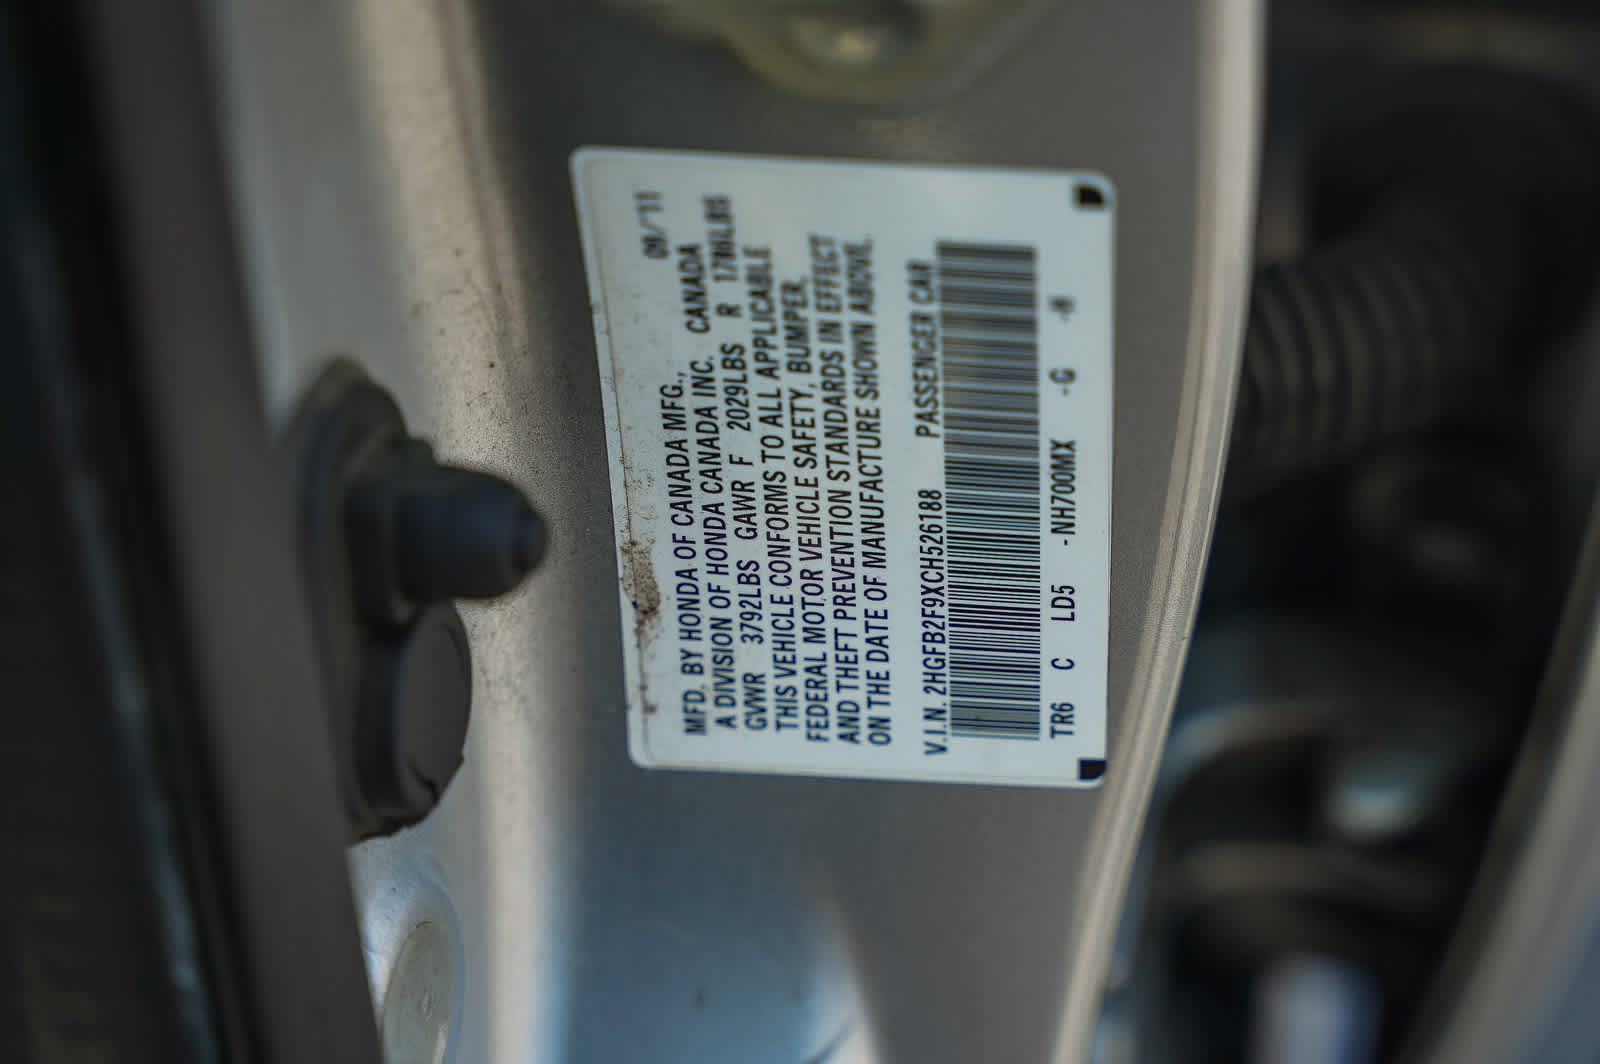 09/11
MFD. BY HONDA OF CANADA MFG.,
A DIVISION OF HONDA CANADA INC. CANADA
GVWR 3792LBS GAWR F 2029LBS R 1786LBS
THIS VEHICLE CONFORMS TO ALL APPLICABLE
FEDERAL MOTOR VEHICLE SAFETY, BUMPER,
AND THEFT PREVENTION STANDARDS IN EFFECT
ON THE DATE OF MANUFACTURE SHOWN ABOVE.
V.I.N. 2HGFB2F9XCH526188 PASSENGER CAR
TR6 C LD5 -NH700MX -G -H